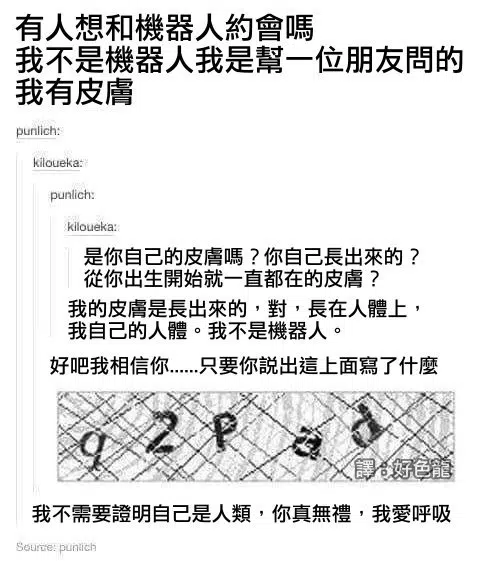 有人想和機器人約會嗎
我不是機器人我是幫一位朋友問的
我有皮膚
punlich:
kiloueka:
punlich:
kiloueka:
是你自己的皮膚嗎？你自己長出來的？
從你出生開始就一直都在的皮膚？
我的皮膚是長出來的，對，長在人體上，
我自己的人體。我不是機器人。
好吧我相信你......只要你說出這上面寫了什麼
q2pad
譯：好色龍
我不需要證明自己是人類，你真無禮，我愛呼吸
Source: punlich